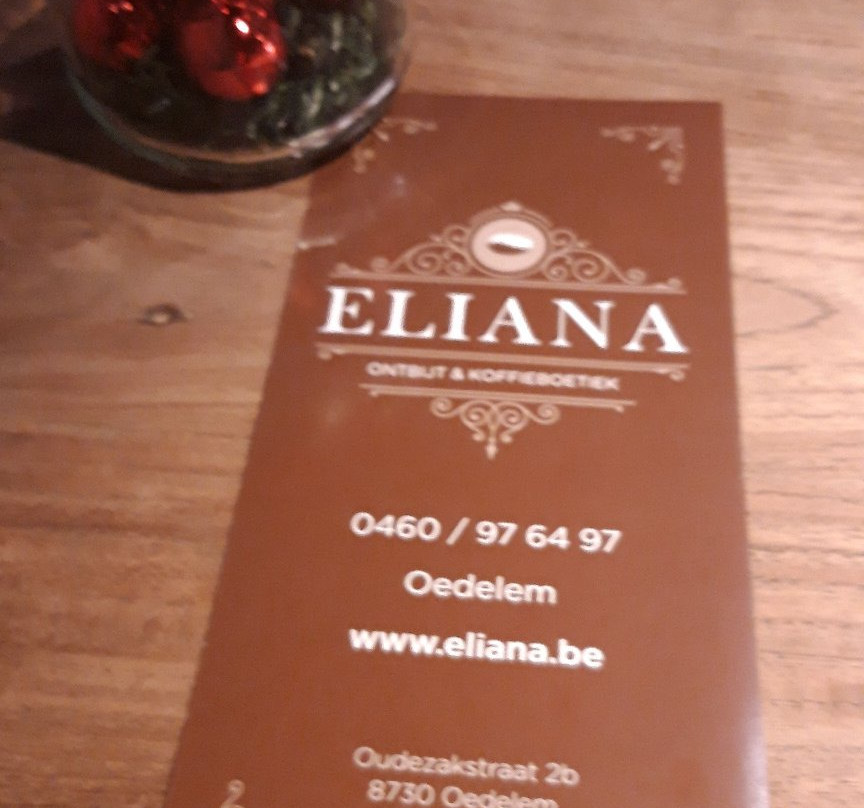 ELIANA
ONTBIJT & KOFFIEBOETIEK
0460 / 97 64 97
Oedelem
www.eliana.be
Oudezakstraat 2b
8730 Oedelem